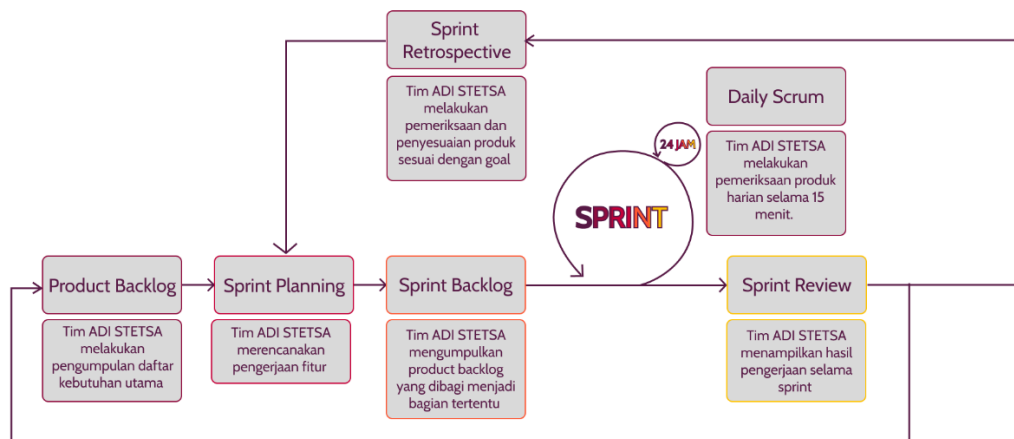 Sprint
Retrospective
Tim ADI STETSA
melakukan
pemeriksaan dan
penyesuaian produk
sesuai dengan goal
Daily Scrum
Tim ADI STETSA
melakukan
pemeriksaan produk
harian selama 15
menit.
24 JAM
SPRINT
Product Backlog
Tim ADI STETSA
melakukan
pengumpulan daftar
kebutuhan utama
Sprint Planning
Tim ADI STETSA
merencanakan
pengerjaan fitur
Sprint Backlog
Tim ADI STETSA
mengumpulkan
product backlog
yang dibagi menjadi
bagian tertentu
Sprint Review
Tim ADI STETSA
menampilkan hasil
pengerjaan selama
sprint